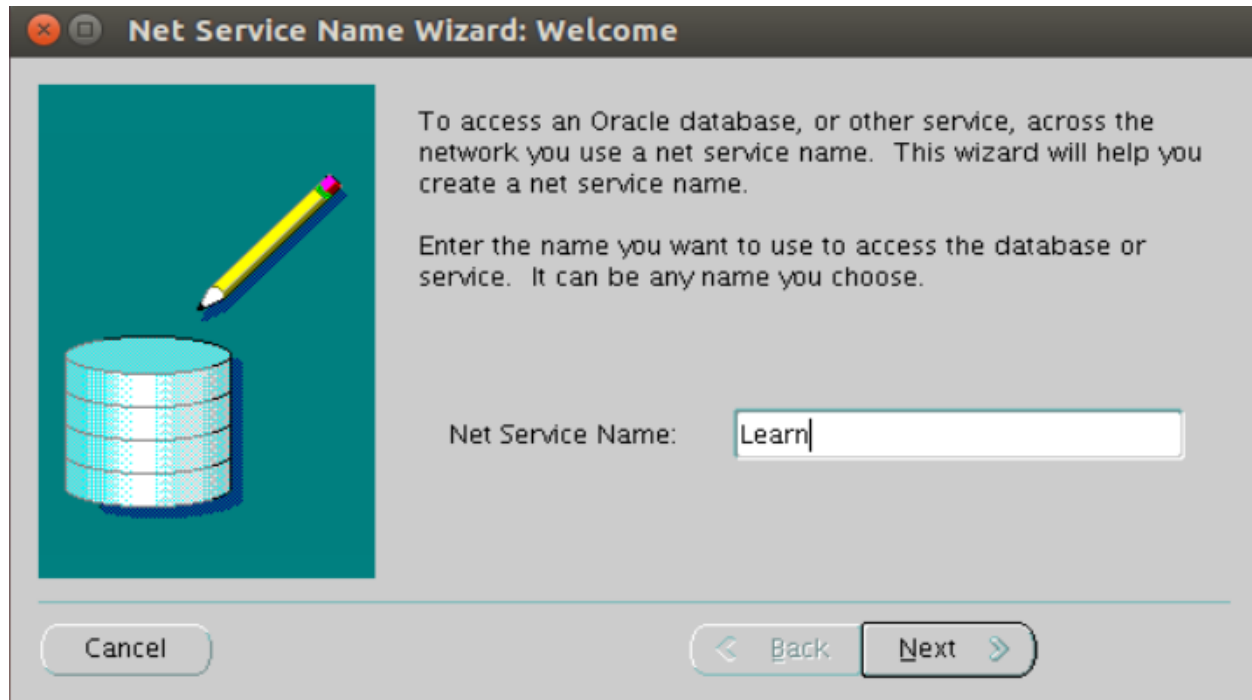 Net Service Name Wizard: Welcome
To access an Oracle database, or other service, across the
network you use a net service name. This wizard will help you
create a net service name.
Enter the name you want to use to access the database or
service. It can be any name you choose.
Net Service Name: Learn
Cancel Back Next